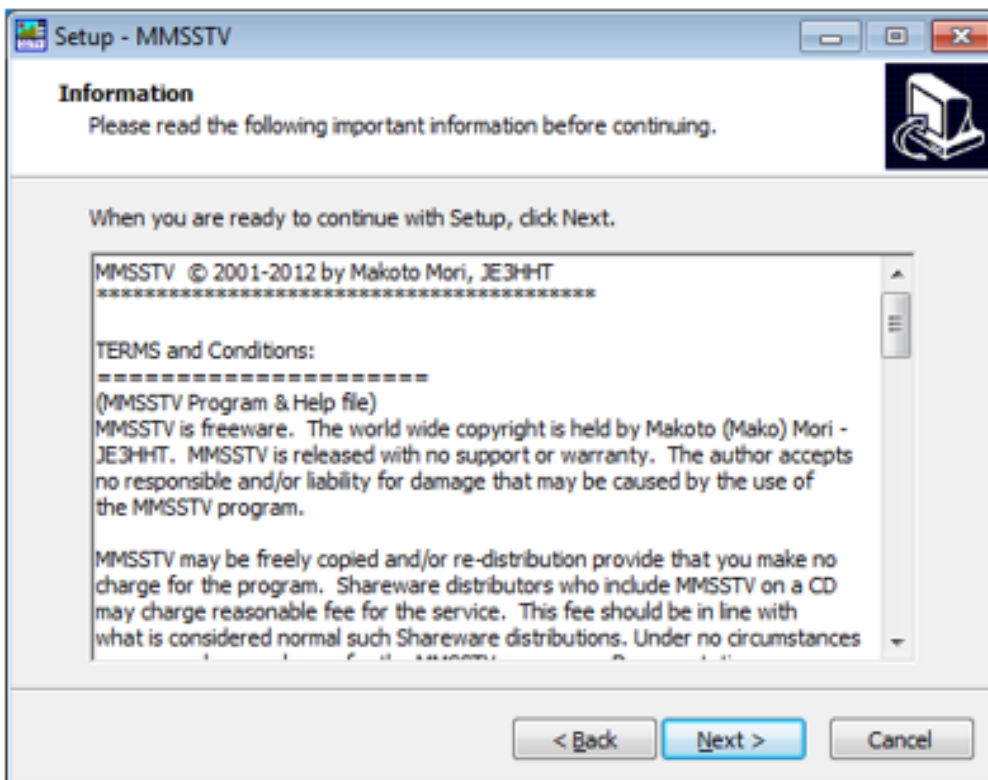 Setup - MMSSTV
Information
Please read the following important information before continuing.
When you are ready to continue with Setup, click Next.
MMSSTV © 2001-2012 by Makoto Mori, JE3HHT
******************************************
TERMS and Conditions:
=====================
(MMSSTV Program & Help file)
MMSSTV is freeware. The world wide copyright is held by Makoto (Mako) Mori -
JE3HHT. MMSSTV is released with no support or warranty. The author accepts
no responsible and/or liability for damage that may be caused by the use of
the MMSSTV program.
MMSSTV may be freely copied and/or re-distribution provide that you make no
charge for the program. Shareware distributors who include MMSSTV on a CD
may charge reasonable fee for the service. This fee should be in line with
what is considered normal such Shareware distributions. Under no circumstances
< Back Next > Cancel